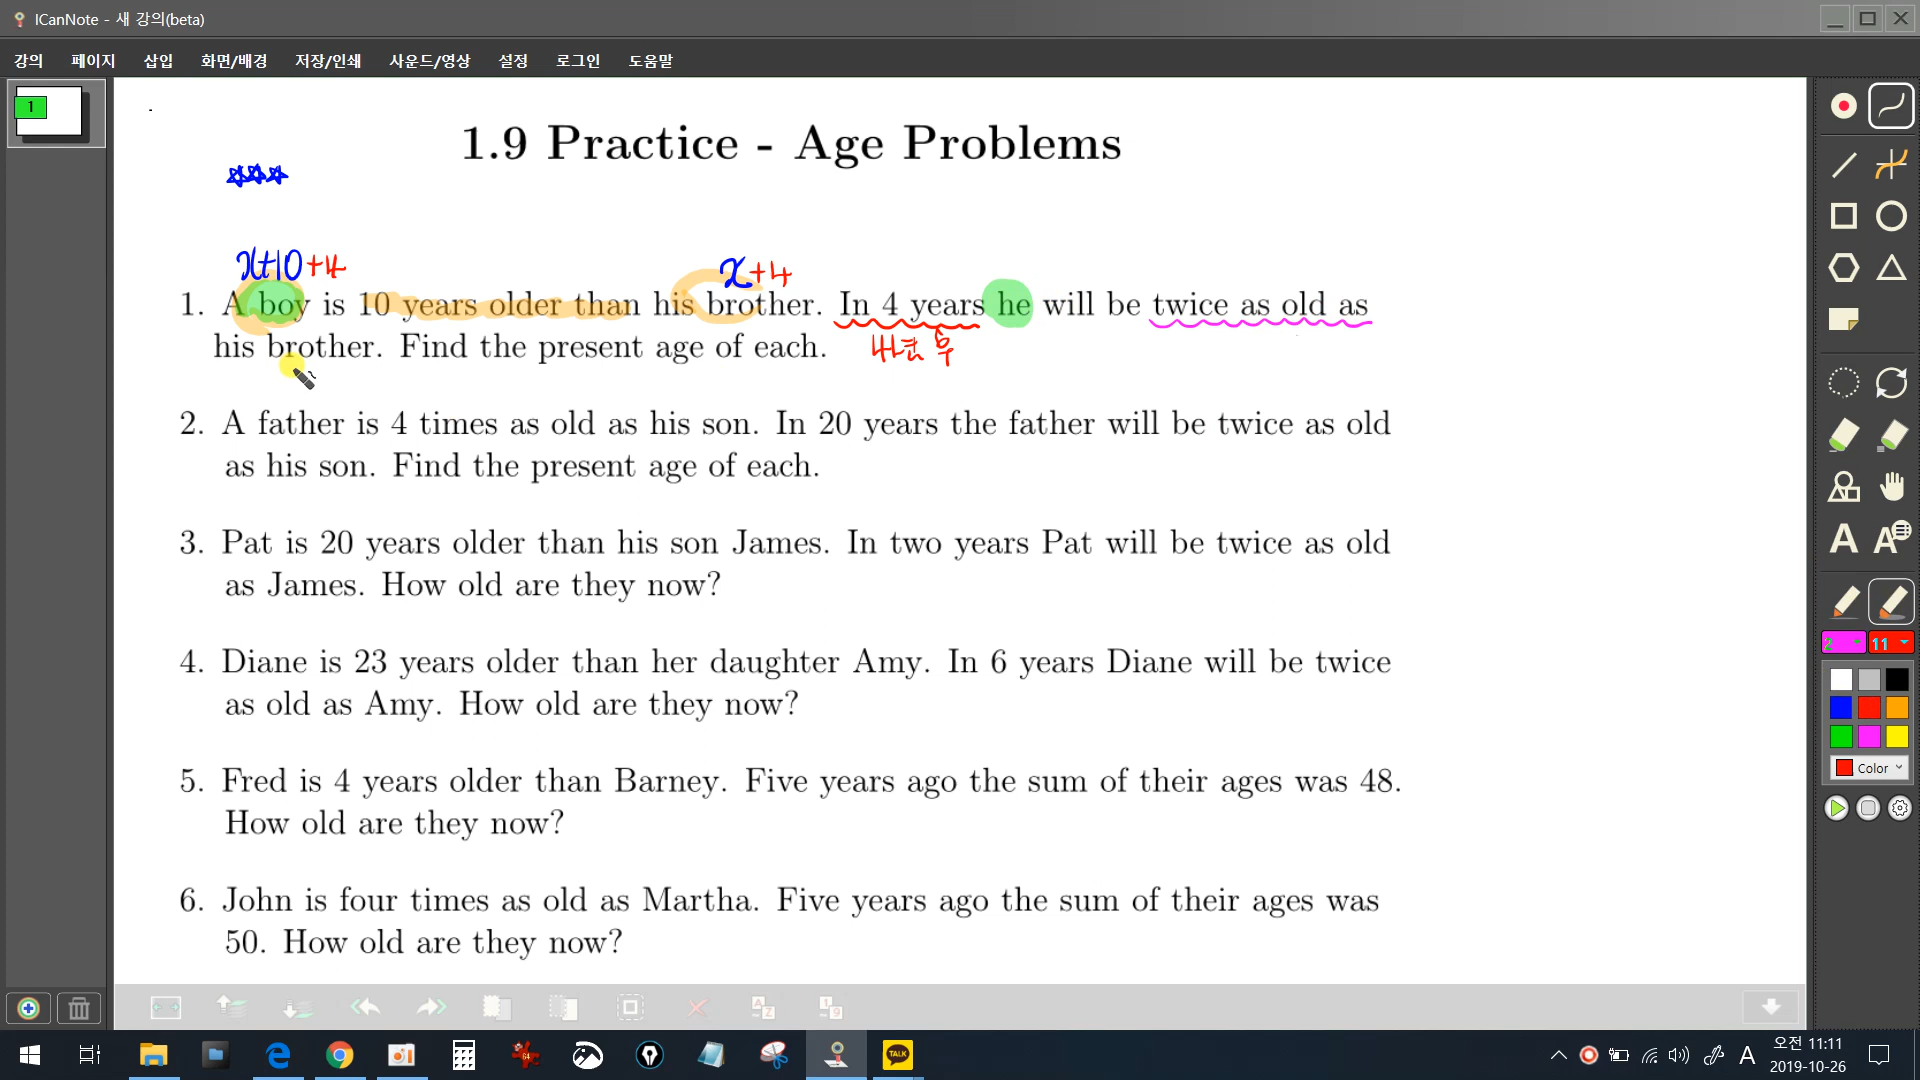 ICanNote - 새 강의(beta)
강의 페이지 삽입 화면/배경 저장/인쇄 사운드/영상 설정 로그인 도움말
1
1.9 Practice - Age Problems
x+10+4
x+4
1. A boy is 10 years older than his brother. In 4 years he will be twice as old as
his brother. Find the present age of each.
4년 후
2. A father is 4 times as old as his son. In 20 years the father will be twice as old
as his son. Find the present age of each.
3. Pat is 20 years older than his son James. In two years Pat will be twice as old
as James. How old are they now?
4. Diane is 23 years older than her daughter Amy. In 6 years Diane will be twice
as old as Amy. How old are they now?
5. Fred is 4 years older than Barney. Five years ago the sum of their ages was 48.
How old are they now?
6. John is four times as old as Martha. Five years ago the sum of their ages was
50. How old are they now?
A A
2 11
Color
64
TALK
A
오전 11:11
2019-10-26